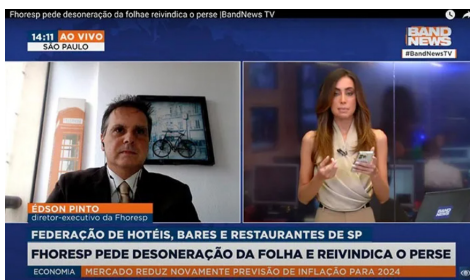 Fhoresp pede desoneração da folhae reivindica o perse |BandNews TV
14:11 AO VIVO
SÃO PAULO
BAND
NEWS
#BandNewsTV
EDSON PINTO
diretor-executivo da Fhoresp
FEDERAÇÃO DE HOTÉIS, BARES E RESTAURANTES DE SP
FHORESP PEDE DESONERAÇÃO DA FOLHA E REIVINDICA O PERSE
ECONOMIA MERCADO REDUZ NOVAMENTE PREVISÃO DE INFLAÇÃO PARA 2024